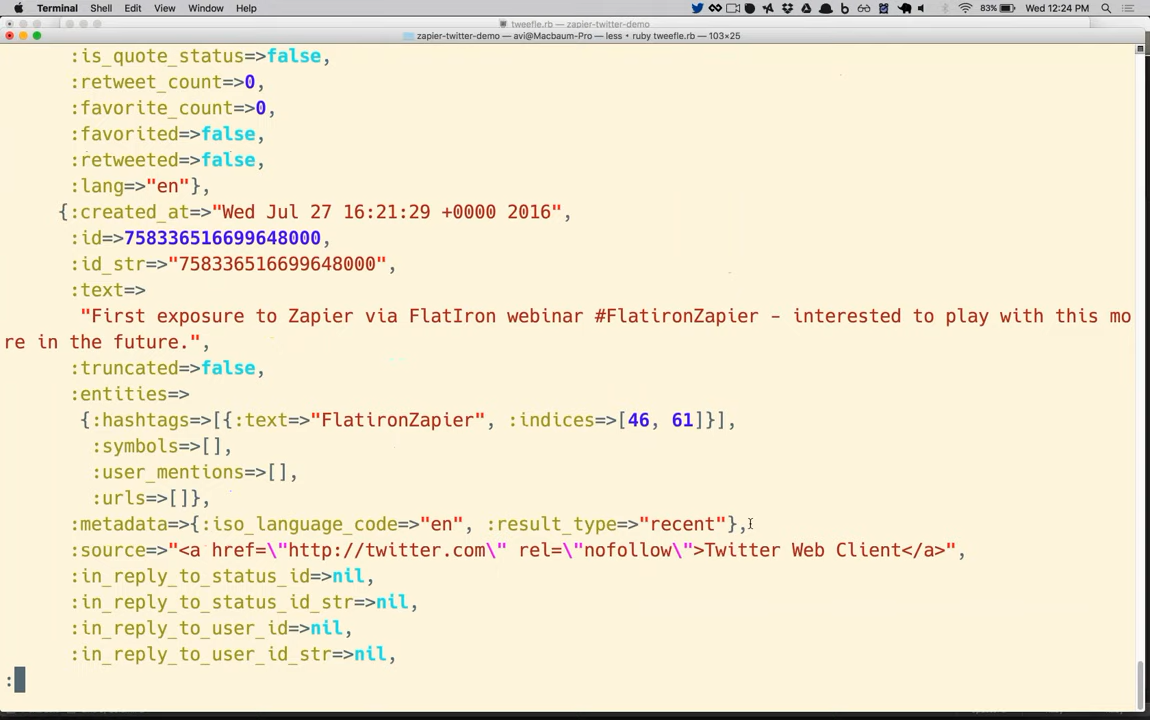 Terminal Shell Edit View Window Help 83% Wed 12:24 PM
tweefle.rb — zapier-twitter-demo
zapier-twitter-demo — avi@Macbaum-Pro — less • ruby tweefle.rb — 103×25
:is_quote_status=>false,
:retweet_count=>0,
:favorite_count=>0,
:favorited=>false,
:retweeted=>false,
:lang=>"en"},
{:created_at=>"Wed Jul 27 16:21:29 +0000 2016",
:id=>758336516699648000,
:id_str=>"758336516699648000",
:text=>
"First exposure to Zapier via FlatIron webinar #FlatironZapier - interested to play with this mo
re in the future.",
:truncated=>false,
:entities=>
{:hashtags=>[{:text=>"FlatironZapier", :indices=>[46, 61]}],
:symbols=>[],
:user_mentions=>[],
:urls=>[]},
:metadata=>{:iso_language_code=>"en", :result_type=>"recent"},
:source=>"<a href=\"http://twitter.com\" rel=\"nofollow\">Twitter Web Client</a>",
:in_reply_to_status_id=>nil,
:in_reply_to_status_id_str=>nil,
:in_reply_to_user_id=>nil,
:in_reply_to_user_id_str=>nil,
: